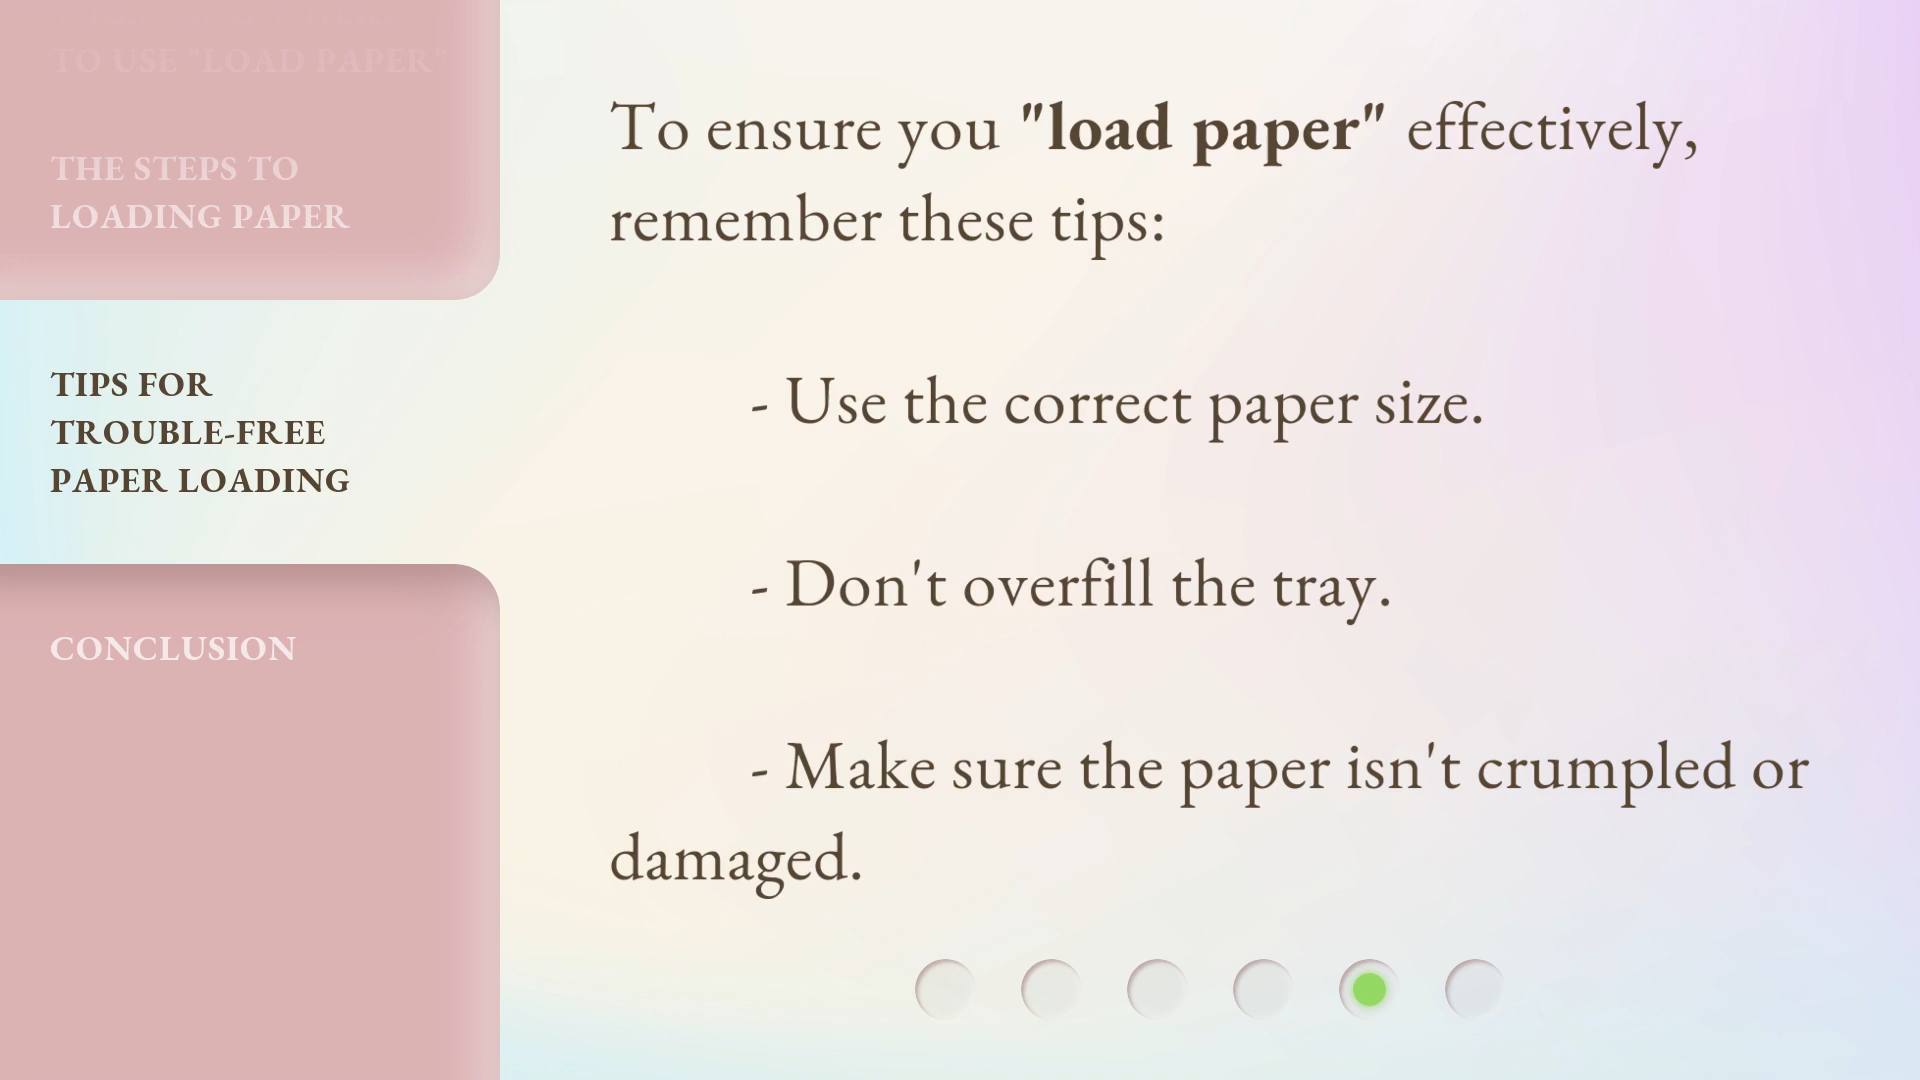 TO USE "LOAD PAPER"
THE STEPS TO
LOADING PAPER
TIPS FOR
TROUBLE-FREE
PAPER LOADING
CONCLUSION
To ensure you "load paper" effectively,
remember these tips:
- Use the correct paper size.
- Don't overfill the tray.
- Make sure the paper isn't crumpled or
damaged.